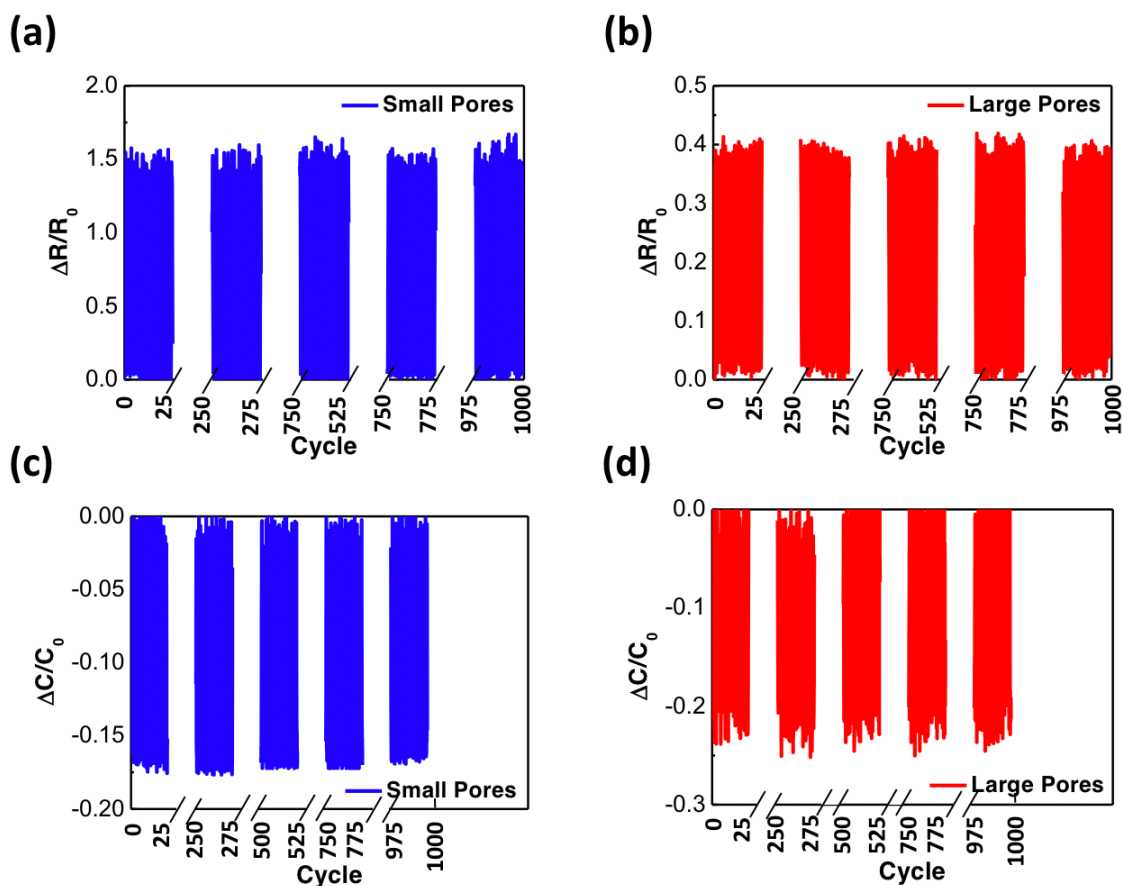 (a)
(b)
2.0
1.5
1.0
0.5
0.0
ΔR/R0
Small Pores
0 25 250 275 750 525 750 775 975 1000
Cycle
0.5
0.4
0.3
0.2
0.1
0.0
ΔR/R0
Large Pores
0 25 250 275 750 525 750 775 975 1000
Cycle
(c)
(d)
0.00
-0.05
-0.10
-0.15
-0.20
ΔC/C0
Small Pores
0 25 250 275 500 525 750 775 975 1000
Cycle
0.0
-0.1
-0.2
-0.3
ΔC/C0
Large Pores
0 25 250 275 500 525 750 775 975 1000
Cycle